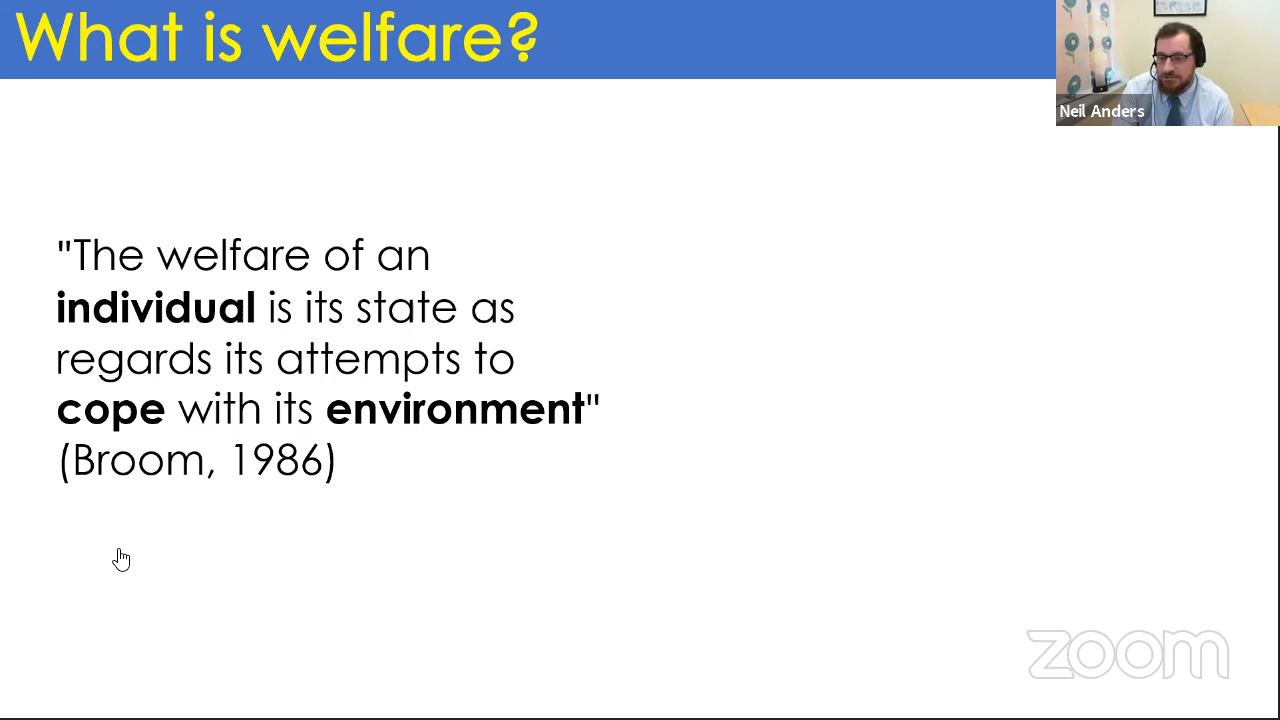 What is welfare?
Neil Anders
"The welfare of an
individual is its state as
regards its attempts to
cope with its environment"
(Broom, 1986)
zoom